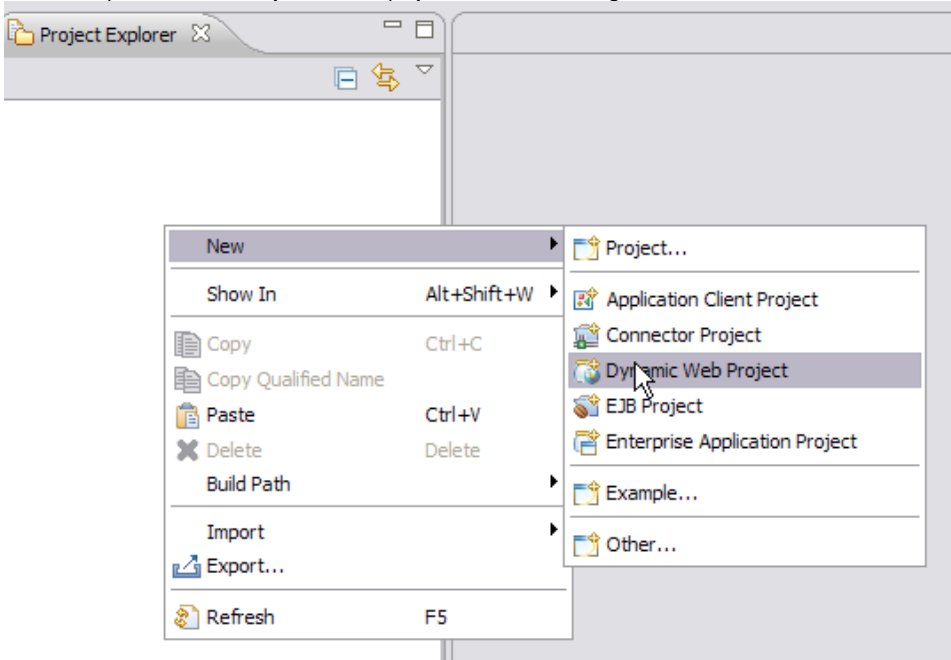 Project Explorer
New
Show In Alt+Shift+W
Copy Ctrl+C
Copy Qualified Name
Paste Ctrl+V
Delete Delete
Build Path
Import
Export...
Refresh F5
Project...
Application Client Project
Connector Project
Dynamic Web Project
EJB Project
Enterprise Application Project
Example...
Other...